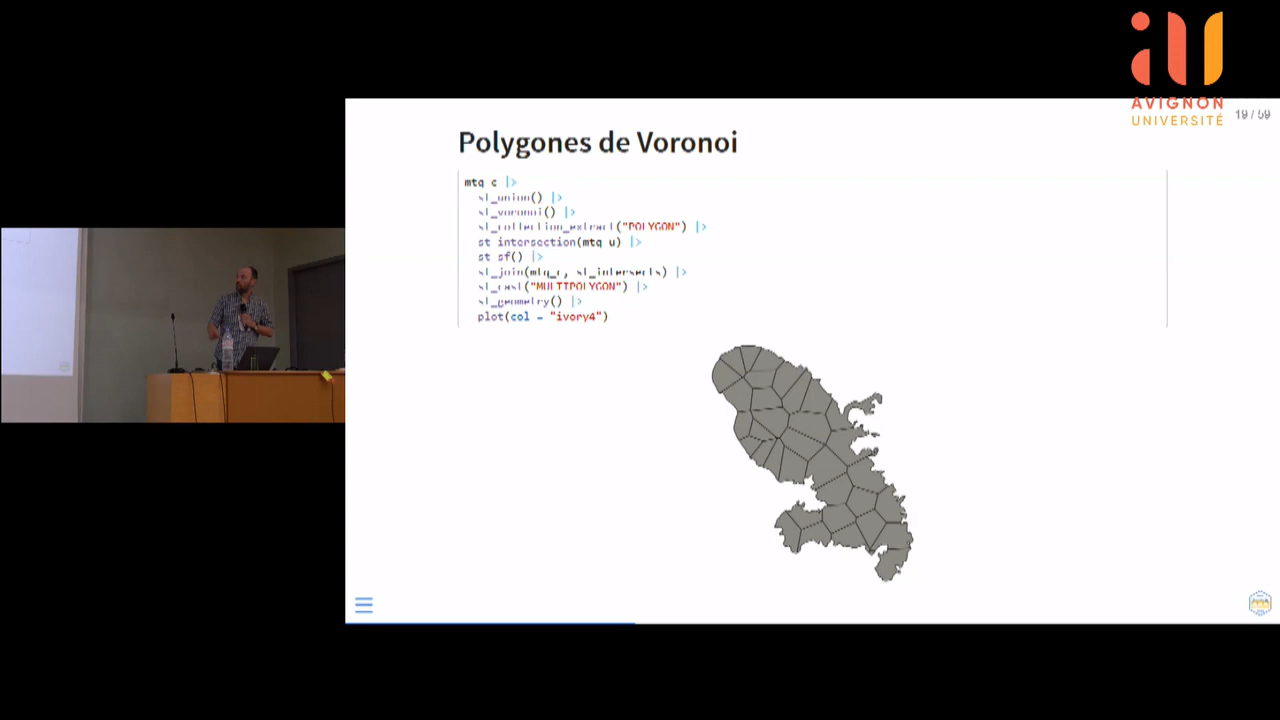 AVIGNON
UNIVERSITÉ
19 / 59
Polygones de Voronoi
mtq_c |>
st_union() |>
st_voronoi() |>
st_collection_extract("POLYGON") |>
st_intersection(mtq_u) |>
st_sf() |>
st_join(mtq_c, st_intersects) |>
st_cast("MULTIPOLYGON") |>
st_geometry() |>
plot(col = "ivory4")